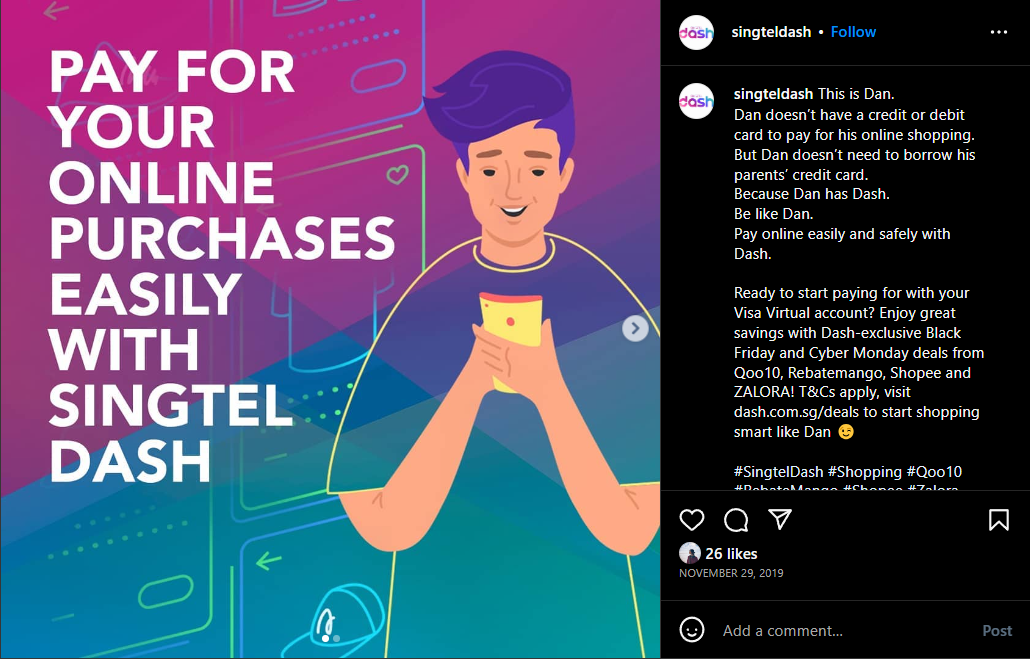 PAY FOR
YOUR
ONLINE
PURCHASES
EASILY
WITH
SINGTEL
DASH
dash
singteldash • Follow
dash
singteldash This is Dan.
Dan doesn’t have a credit or debit
card to pay for his online shopping.
But Dan doesn’t need to borrow his
parents’ credit card.
Because Dan has Dash.
Be like Dan.
Pay online easily and safely with
Dash.
Ready to start paying for with your
Visa Virtual account? Enjoy great
savings with Dash-exclusive Black
Friday and Cyber Monday deals from
Qoo10, Rebatemango, Shopee and
ZALORA! T&Cs apply, visit
dash.com.sg/deals to start shopping
smart like Dan 😉
#SingtelDash #Shopping #Qoo10
#RebateMango #Shopee #Zalora
26 likes
NOVEMBER 29, 2019
Add a comment...
Post